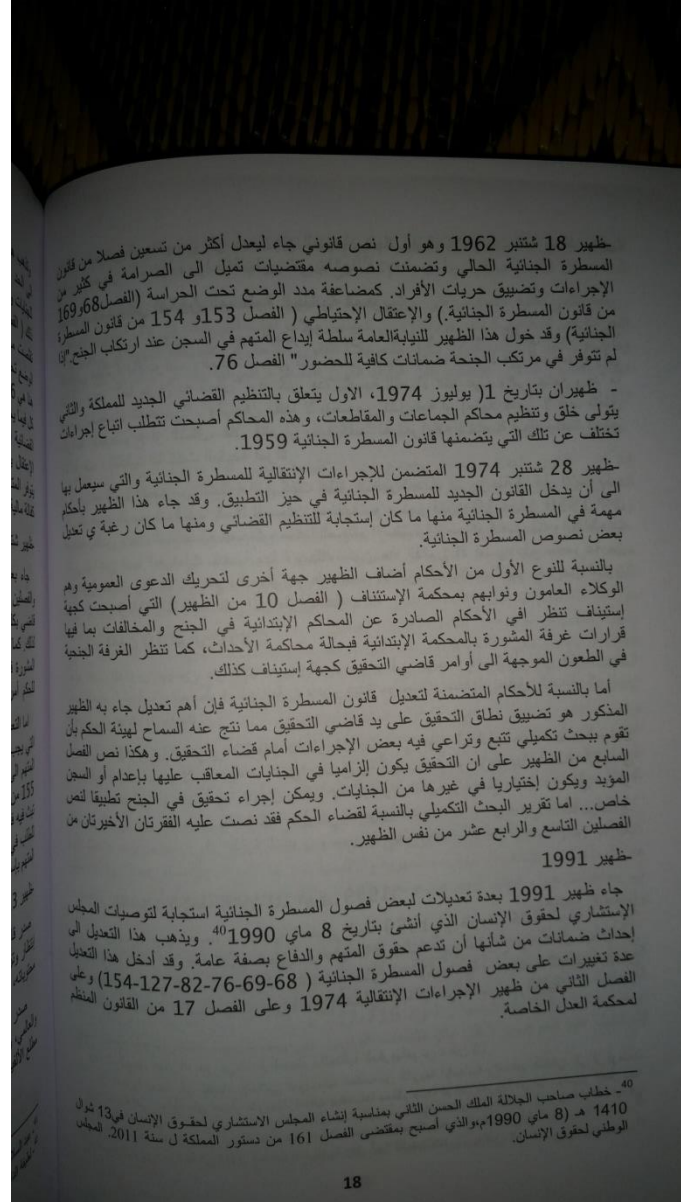 -ظهير 18 شتنبر 1962 وهو أول نص قانوني جاء ليعدل أكثر من تسعين فصلا من قانون
المسطرة الجنائية الحالي وتضمنت نصوصه مقتضيات تميل الى الصرامة في كثير من
الإجراءات وتضييق حريات الأفراد. كمضاعفة مدد الوضع تحت الحراسة (الفصل68و169
من قانون المسطرة الجنائية.) والإعتقال الإحتياطي ( الفصل 153و 154 من قانون المسطرة
الجنائية) وقد خول هذا الظهير للنيابةالعامة سلطة إيداع المتهم في السجن عند ارتكاب الجنح."إذا
لم تتوفر في مرتكب الجنحة ضمانات كافية للحضور" الفصل 76.
- ظهيران بتاريخ 1( يوليوز 1974، الاول يتعلق بالتنظيم القضائي الجديد للمملكة والثاني
يتولى خلق وتنظيم محاكم الجماعات والمقاطعات، وهذه المحاكم أصبحت تتطلب اتباع إجراءات
تختلف عن تلك التي يتضمنها قانون المسطرة الجنائية 1959.
-ظهير 28 شتنبر 1974 المتضمن للإجراءات الإنتقالية للمسطرة الجنائية والتي سيعمل بها
الى أن يدخل القانون الجديد للمسطرة الجنائية في حيز التطبيق. وقد جاء هذا الظهير بأحكام
مهمة في المسطرة الجنائية منها ما كان إستجابة للتنظيم القضائي ومنها ما كان رغبة ي تعديل
بعض نصوص المسطرة الجنائية.
بالنسبة للنوع الأول من الأحكام أضاف الظهير جهة أخرى لتحريك الدعوى العمومية وهم
الوكلاء العامون ونوابهم بمحكمة الإستئناف ( الفصل 10 من الظهير) التي أصبحت كجهة
إستيناف تنظر افي الأحكام الصادرة عن المحاكم الإبتدائية في الجنح والمخالفات بما فيها
قرارات غرفة المشورة بالمحكمة الإبتدائية فبحالة محاكمة الأحداث، كما تنظر الغرفة الجنحية
في الطعون الموجهة الى أوامر قاضي التحقيق كجهة إستيناف كذلك.
أما بالنسبة للأحكام المتضمنة لتعديل قانون المسطرة الجنائية فإن أهم تعديل جاء به الظهير
المذكور هو تضييق نطاق التحقيق على يد قاضي التحقيق مما نتج عنه السماح لهيئة الحكم بأن
تقوم ببحث تكميلي تتبع وتراعي فيه بعض الإجراءات أمام قضاء التحقيق. وهكذا نص الفصل
السابع من الظهير على ان التحقيق يكون إلزاميا في الجنايات المعاقب عليها بإعدام أو السجن
المؤبد ويكون إختياريا في غيرها من الجنايات. ويمكن إجراء تحقيق في الجنح تطبيقا لنص
خاص... اما تقرير البحث التكميلي بالنسبة لقضاء الحكم فقد نصت عليه الفقرتان الأخيرتان من
الفصلين التاسع والرابع عشر من نفس الظهير.
-ظهير 1991
جاء ظهير 1991 بعدة تعديلات لبعض فصول المسطرة الجنائية استجابة لتوصيات المجلس
الإستشاري لحقوق الإنسان الذي أنشئ بتاريخ 8 ماي 1990⁴⁰. ويذهب هذا التعديل الى
إحداث ضمانات من شأنها أن تدعم حقوق المتهم والدفاع بصفة عامة. وقد أدخل هذا التعديل
عدة تغييرات على بعض فصول المسطرة الجنائية ( 68-69-76-82-127-154) وعلى
الفصل الثاني من ظهير الإجراءات الإنتقالية 1974 وعلى الفصل 17 من القانون المنظم
لمحكمة العدل الخاصة.
⁴⁰- خطاب صاحب الجلالة الملك الحسن الثاني بمناسبة إنشاء المجلس الاستشاري لحقوق الإنسان في13 شوال
1410 هـ (8 ماي 1990م،والذي أصبح بمقتضى الفصل 161 من دستور المملكة ل سنة 2011. المجلس
الوطني لحقوق الإنسان.
18